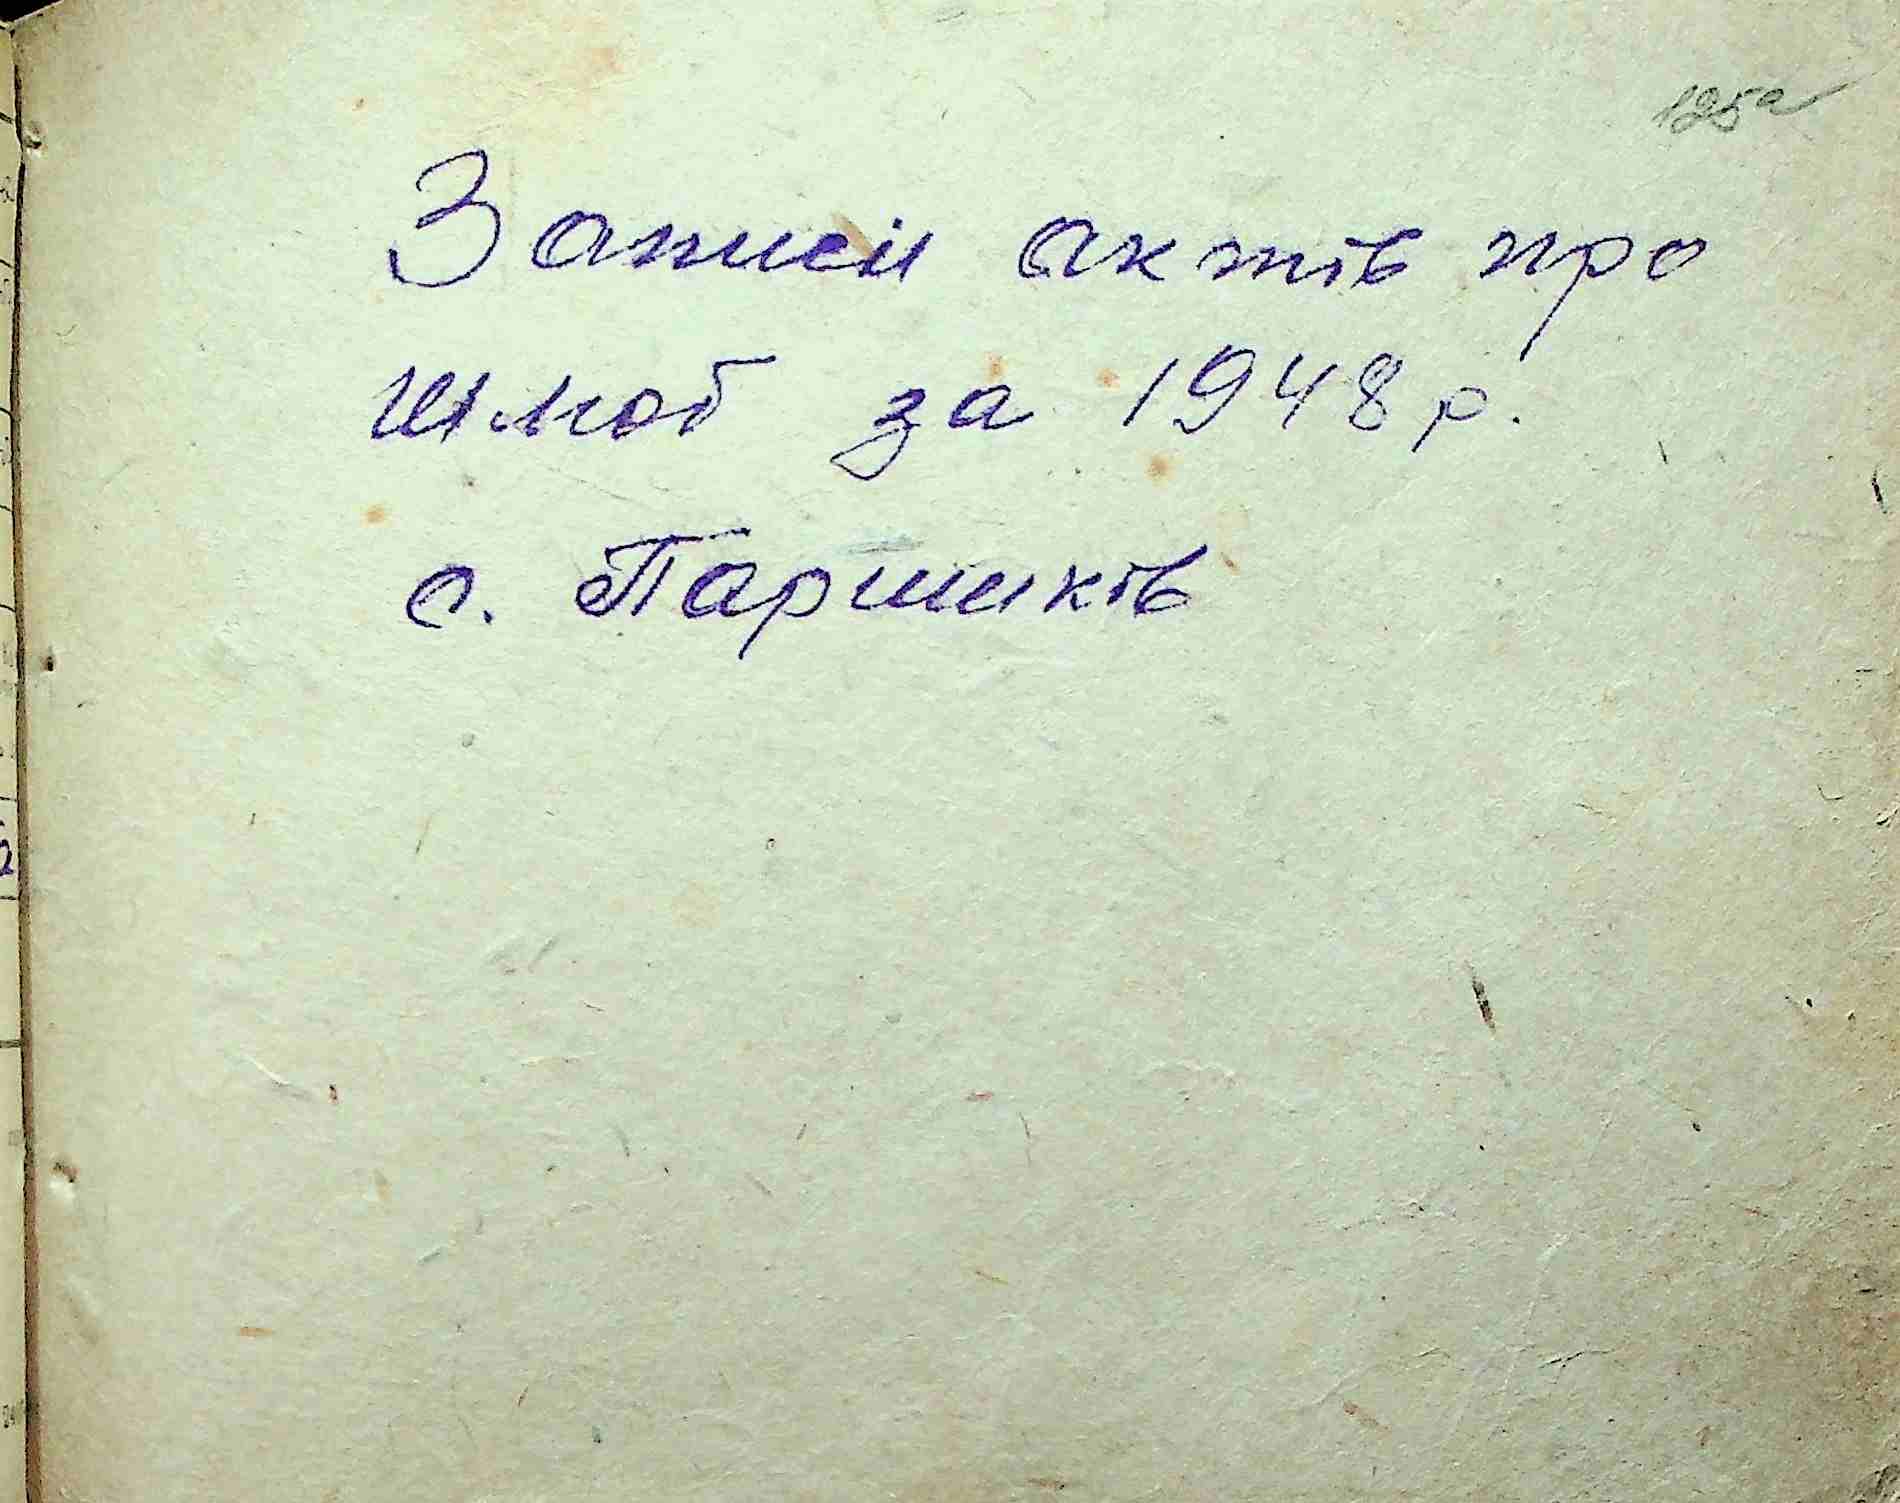 125а
Записи актів про
шлюб за 1948 р.
с. Паршиків